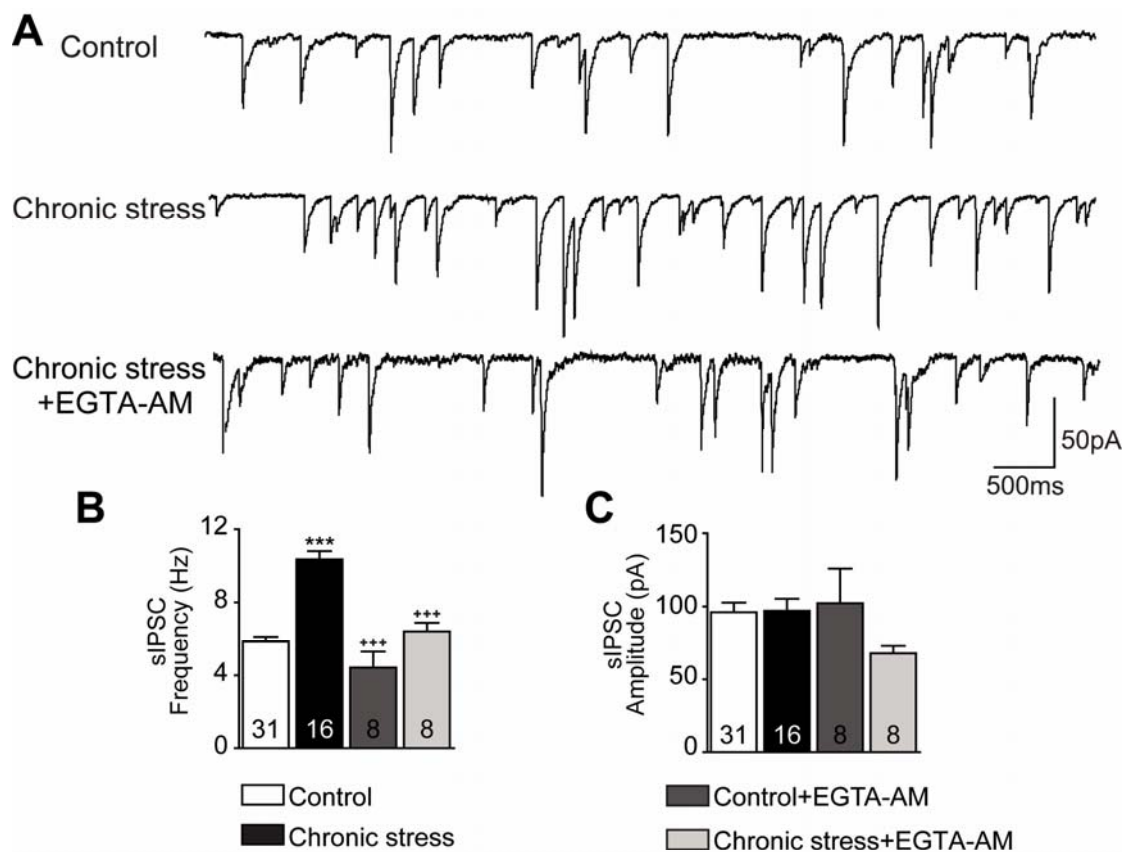 A
Control
Chronic stress
Chronic stress
+EGTA-AM
50pA
500ms
B
sIPSC
Frequency (Hz)
12
8
4
0
***
+++
+++
31
16
8
8
C
sIPSC
Amplitude (pA)
150
100
50
0
31
16
8
8
Control
Chronic stress
Control+EGTA-AM
Chronic stress+EGTA-AM